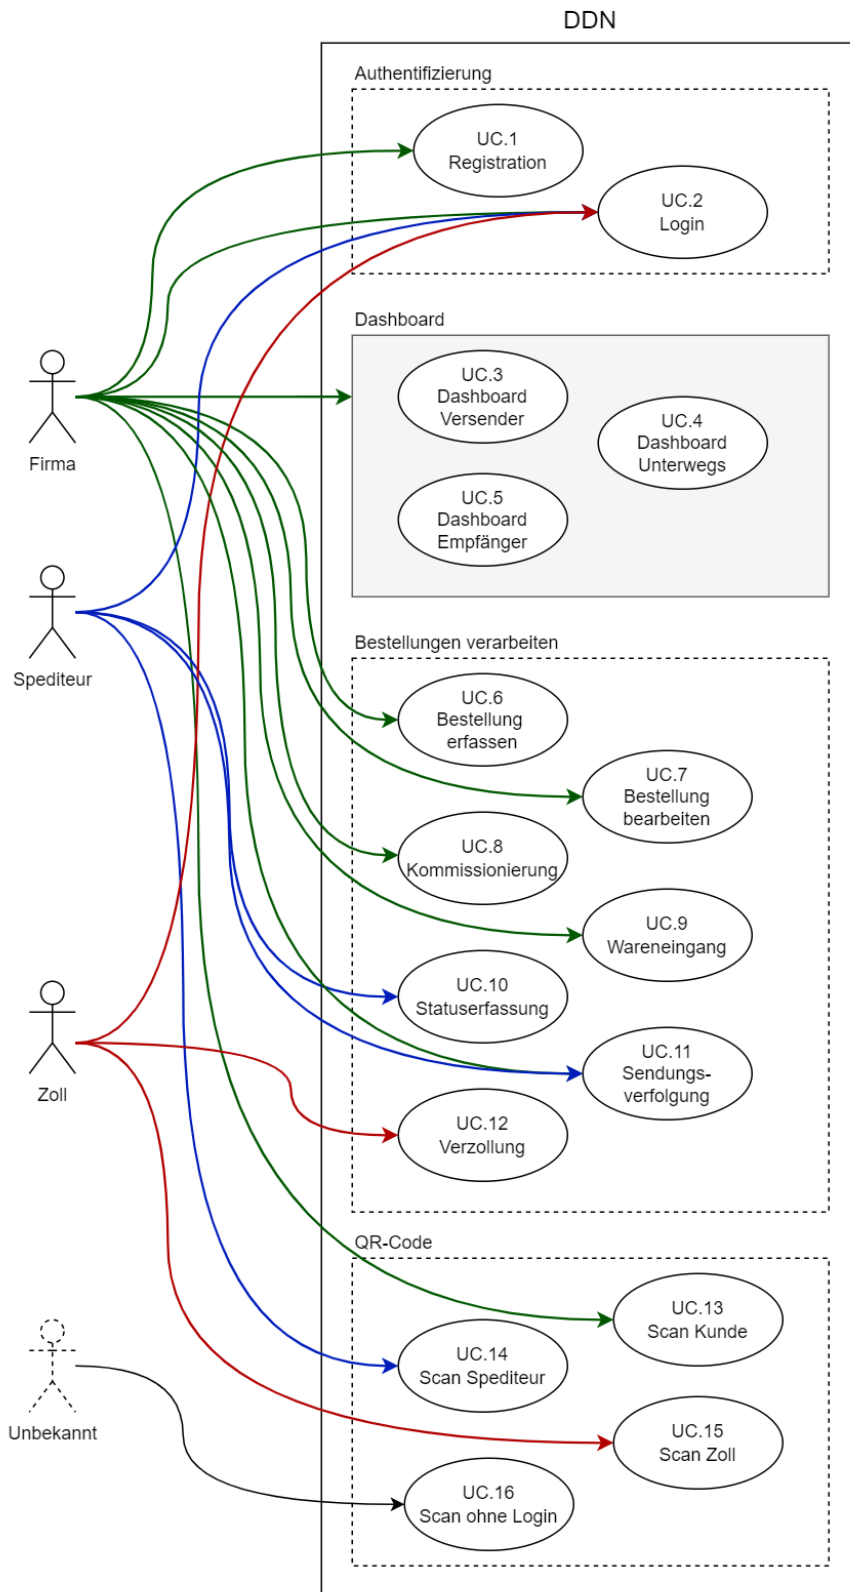 DDN
Authentifizierung
UC.1
Registration
UC.2
Login
Dashboard
UC.3
Dashboard
Versender
UC.4
Dashboard
Unterwegs
UC.5
Dashboard
Empfänger
Firma
Spediteur
Bestellungen verarbeiten
UC.6
Bestellung
erfassen
UC.7
Bestellung
bearbeiten
UC.8
Kommissionierung
UC.9
Wareneingang
UC.10
Statuserfassung
UC.11
Sendungs-
verfolgung
Zoll
UC.12
Verzollung
QR-Code
UC.13
Scan Kunde
UC.14
Scan Spediteur
Unbekannt
UC.15
Scan Zoll
UC.16
Scan ohne Login